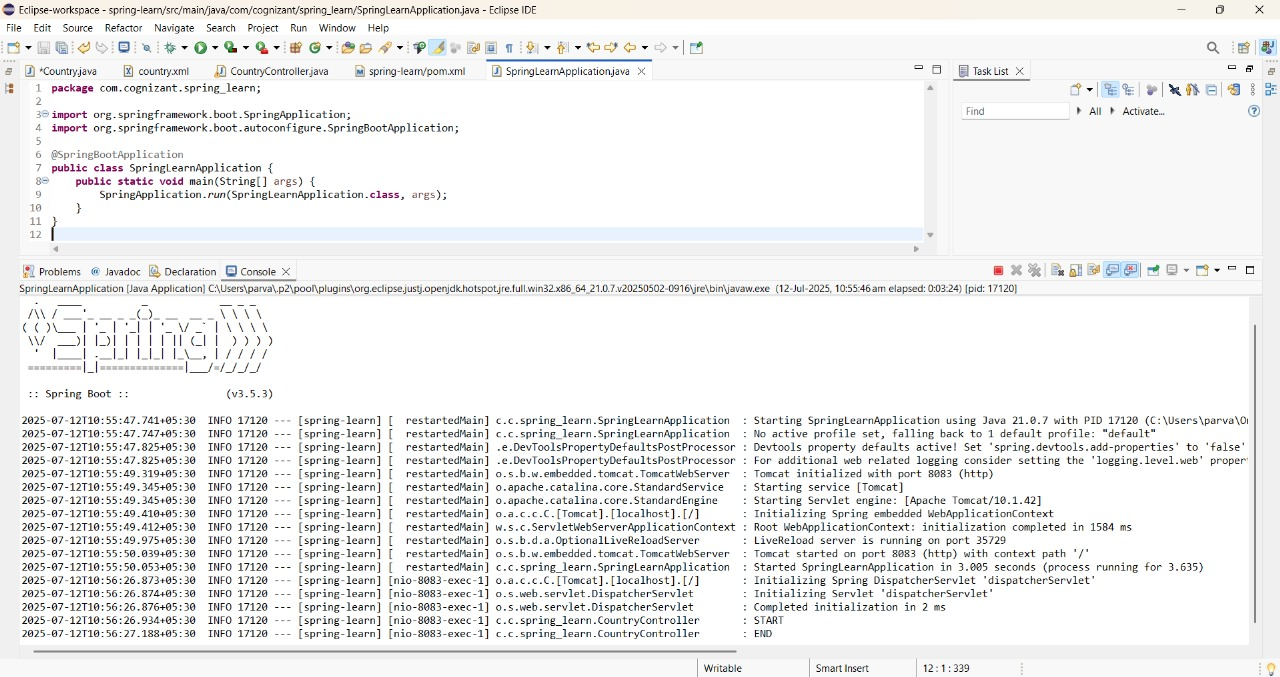 Eclipse-workspace - spring-learn/src/main/java/com/cognizant/spring_learn/SpringLearnApplication.java - Eclipse IDE
File Edit Source Refactor Navigate Search Project Run Window Help
*Country.java country.xml CountryController.java spring-learn/pom.xml SpringLearnApplication.java
Task List
1 package com.cognizant.spring_learn;
2
3 import org.springframework.boot.SpringApplication;
4 import org.springframework.boot.autoconfigure.SpringBootApplication;
5
6 @SpringBootApplication
7 public class SpringLearnApplication {
8 public static void main(String[] args) {
9 SpringApplication.run(SpringLearnApplication.class, args);
10 }
11 }
12
Find All Activate...
Problems Javadoc Declaration Console
SpringLearnApplication [Java Application] C:\Users\parva\.p2\pool\plugins\org.eclipse.justj.openjdk.hotspot.jre.full.win32.x86_64_21.0.7.v20250502-0916\jre\bin\javaw.exe (12-Jul-2025, 10:55:46 am elapsed: 0:03:24) [pid: 17120]
:: Spring Boot :: (v3.5.3)
2025-07-12T10:55:47.741+05:30 INFO 17120 --- [spring-learn] [ restartedMain] c.c.spring_learn.SpringLearnApplication : Starting SpringLearnApplication using Java 21.0.7 with PID 17120 (C:\Users\parva\On
2025-07-12T10:55:47.747+05:30 INFO 17120 --- [spring-learn] [ restartedMain] c.c.spring_learn.SpringLearnApplication : No active profile set, falling back to 1 default profile: "default"
2025-07-12T10:55:47.825+05:30 INFO 17120 --- [spring-learn] [ restartedMain] .e.DevToolsPropertyDefaultsPostProcessor : Devtools property defaults active! Set 'spring.devtools.add-properties' to 'false'
2025-07-12T10:55:47.825+05:30 INFO 17120 --- [spring-learn] [ restartedMain] .e.DevToolsPropertyDefaultsPostProcessor : For additional web related logging consider setting the 'logging.level.web' proper
2025-07-12T10:55:49.319+05:30 INFO 17120 --- [spring-learn] [ restartedMain] o.s.b.w.embedded.tomcat.TomcatWebServer : Tomcat initialized with port 8083 (http)
2025-07-12T10:55:49.345+05:30 INFO 17120 --- [spring-learn] [ restartedMain] o.apache.catalina.core.StandardService : Starting service [Tomcat]
2025-07-12T10:55:49.345+05:30 INFO 17120 --- [spring-learn] [ restartedMain] o.apache.catalina.core.StandardEngine : Starting Servlet engine: [Apache Tomcat/10.1.42]
2025-07-12T10:55:49.410+05:30 INFO 17120 --- [spring-learn] [ restartedMain] o.a.c.c.C.[Tomcat].[localhost].[/] : Initializing Spring embedded WebApplicationContext
2025-07-12T10:55:49.412+05:30 INFO 17120 --- [spring-learn] [ restartedMain] w.s.c.ServletWebServerApplicationContext : Root WebApplicationContext: initialization completed in 1584 ms
2025-07-12T10:55:49.975+05:30 INFO 17120 --- [spring-learn] [ restartedMain] o.s.b.d.a.OptionalLiveReloadServer : LiveReload server is running on port 35729
2025-07-12T10:55:50.039+05:30 INFO 17120 --- [spring-learn] [ restartedMain] o.s.b.w.embedded.tomcat.TomcatWebServer : Tomcat started on port 8083 (http) with context path '/'
2025-07-12T10:55:50.053+05:30 INFO 17120 --- [spring-learn] [ restartedMain] c.c.spring_learn.SpringLearnApplication : Started SpringLearnApplication in 3.005 seconds (process running for 3.635)
2025-07-12T10:56:26.873+05:30 INFO 17120 --- [spring-learn] [nio-8083-exec-1] o.a.c.c.C.[Tomcat].[localhost].[/] : Initializing Spring DispatcherServlet 'dispatcherServlet'
2025-07-12T10:56:26.874+05:30 INFO 17120 --- [spring-learn] [nio-8083-exec-1] o.s.web.servlet.DispatcherServlet : Initializing Servlet 'dispatcherServlet'
2025-07-12T10:56:26.876+05:30 INFO 17120 --- [spring-learn] [nio-8083-exec-1] o.s.web.servlet.DispatcherServlet : Completed initialization in 2 ms
2025-07-12T10:56:26.934+05:30 INFO 17120 --- [spring-learn] [nio-8083-exec-1] c.c.spring_learn.CountryController : START
2025-07-12T10:56:27.188+05:30 INFO 17120 --- [spring-learn] [nio-8083-exec-1] c.c.spring_learn.CountryController : END
Writable Smart Insert 12:1:339